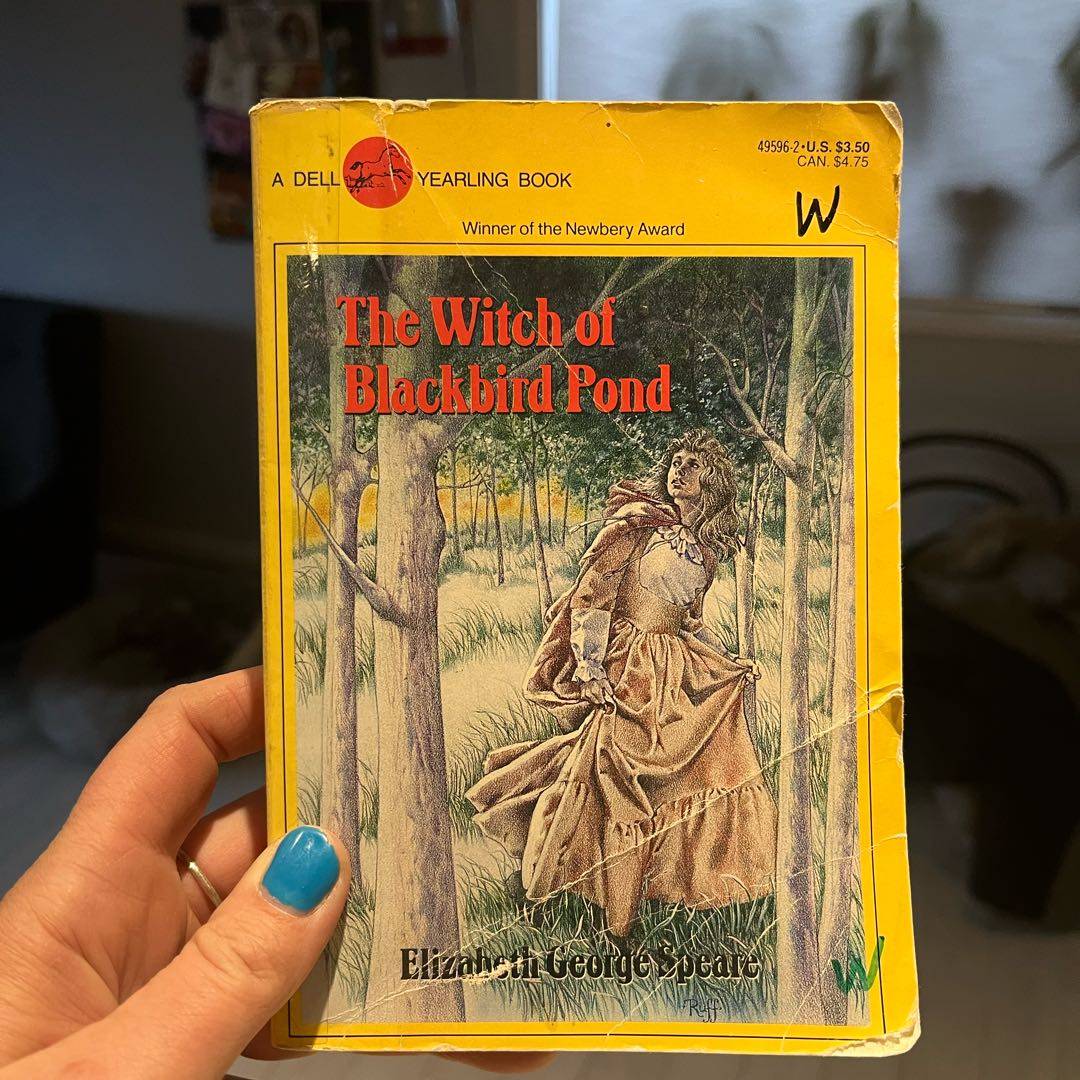 49596-2•U.S. $3.50
CAN. $4.75
A DELL YEARLING BOOK
W
Winner of the Newbery Award
The Witch of
Blackbird Pond
Elizabeth George Speare
W
Ruff